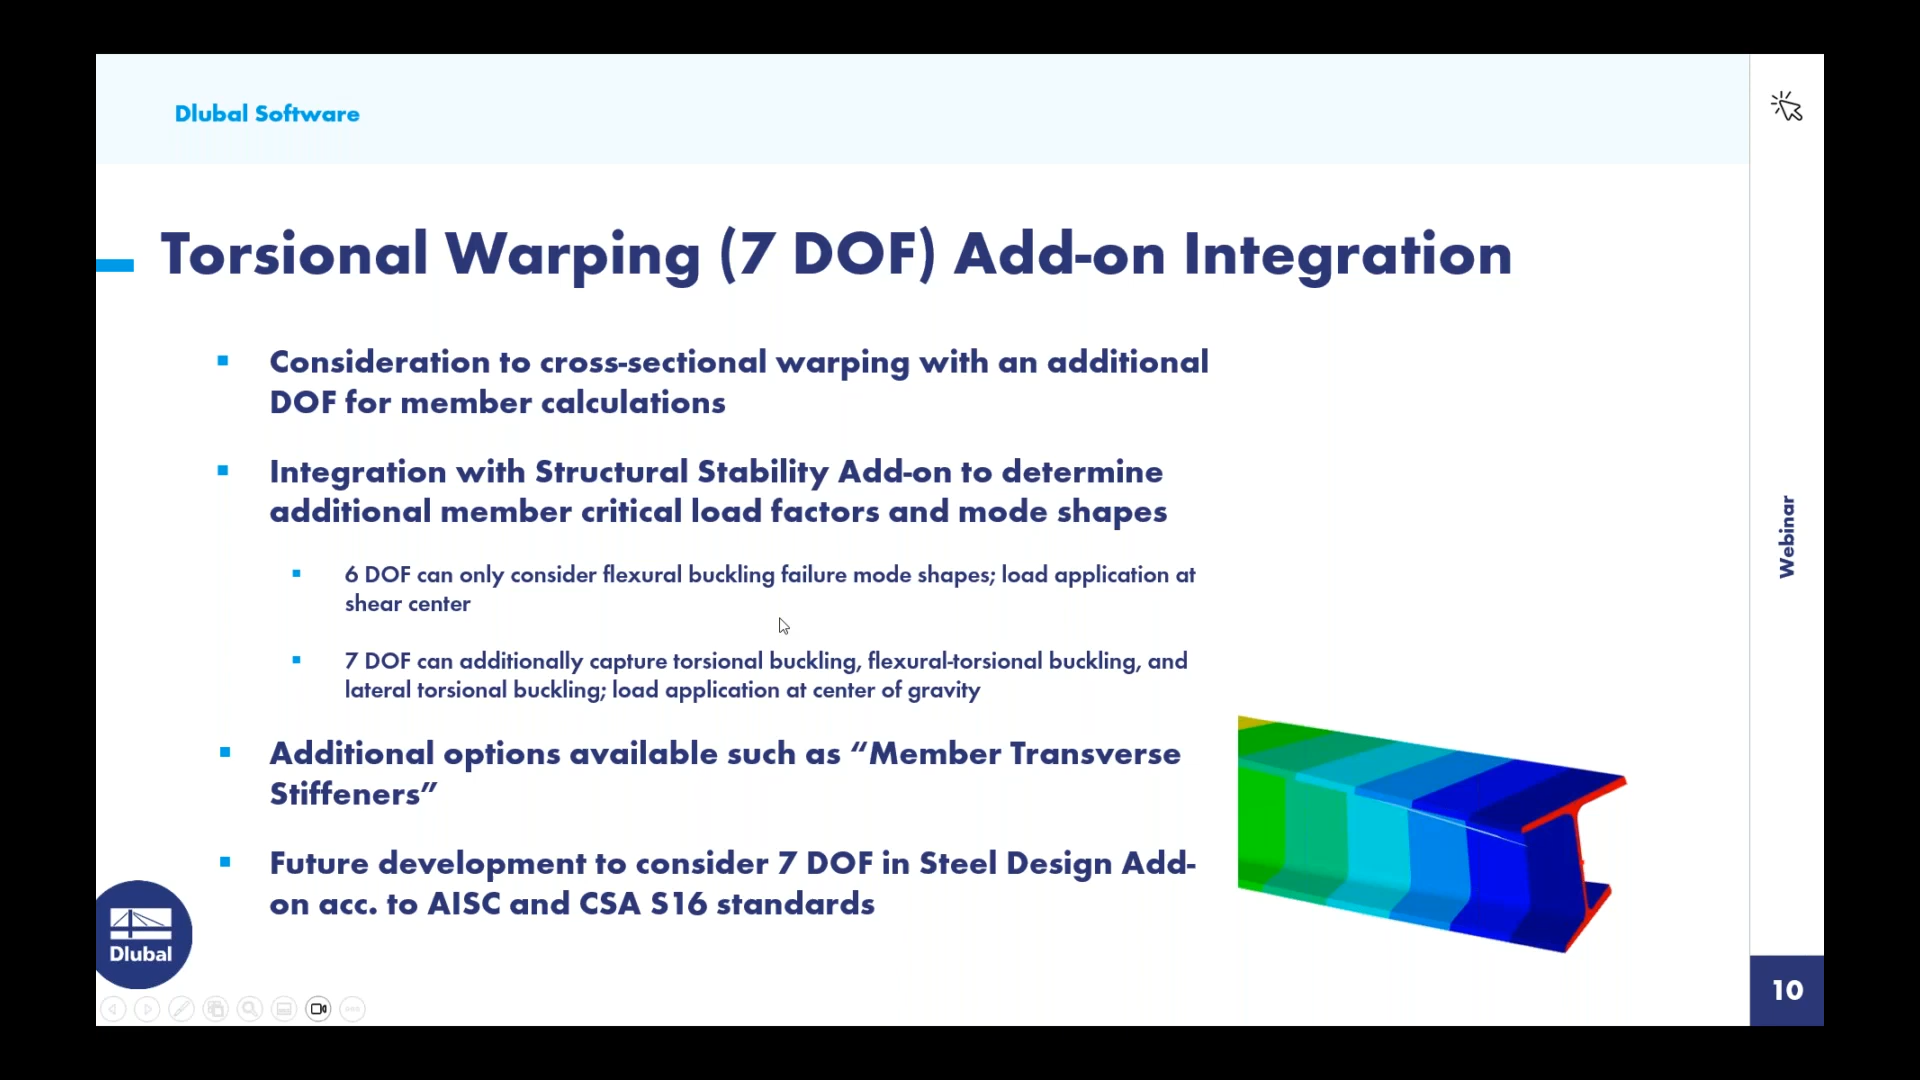 Dlubal Software
Torsional Warping (7 DOF) Add-on Integration
Consideration to cross-sectional warping with an additional
DOF for member calculations
Integration with Structural Stability Add-on to determine
additional member critical load factors and mode shapes
6 DOF can only consider flexural buckling failure mode shapes; load application at
shear center
7 DOF can additionally capture torsional buckling, flexural-torsional buckling, and
lateral torsional buckling; load application at center of gravity
Additional options available such as “Member Transverse
Stiffeners”
Future development to consider 7 DOF in Steel Design Add-
on acc. to AISC and CSA S16 standards
Dlubal
Webinar
10